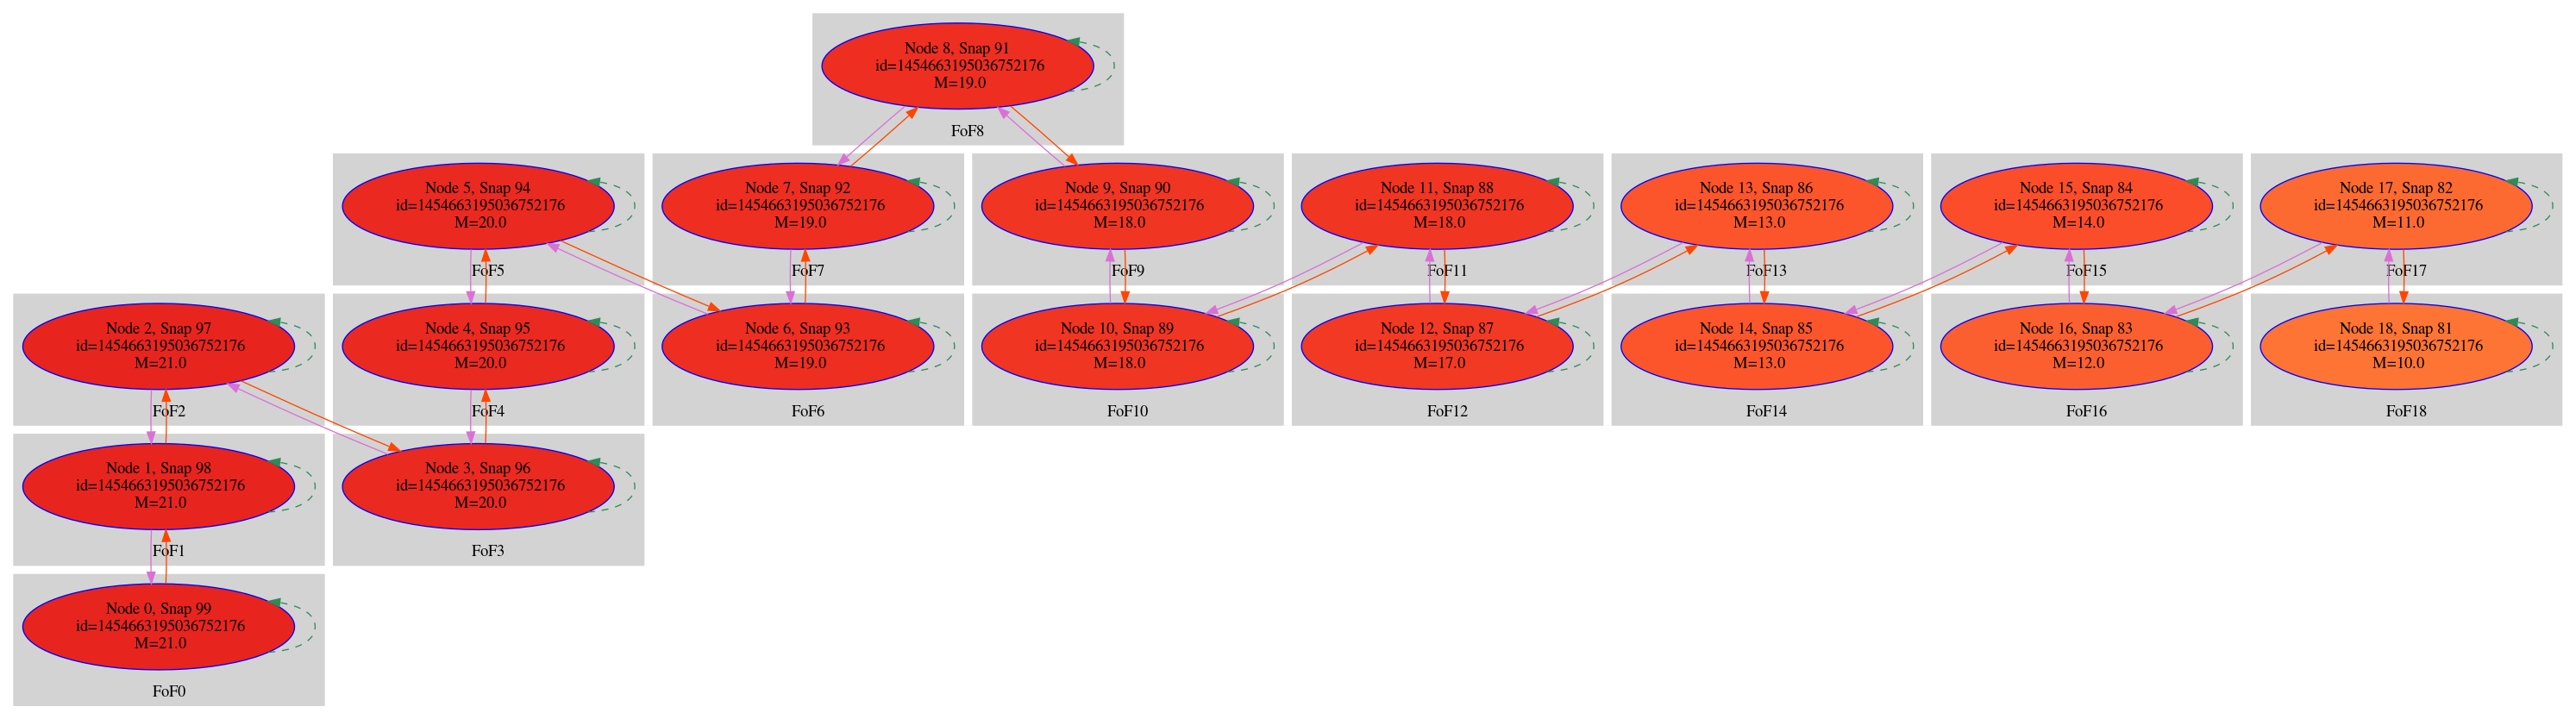 Node 8, Snap 91
id=1454663195036752176
M=19.0
FoF8
Node 5, Snap 94
id=1454663195036752176
M=20.0
FoF5
Node 7, Snap 92
id=1454663195036752176
M=19.0
FoF7
Node 9, Snap 90
id=1454663195036752176
M=18.0
FoF9
Node 11, Snap 88
id=1454663195036752176
M=18.0
FoF11
Node 13, Snap 86
id=1454663195036752176
M=13.0
FoF13
Node 15, Snap 84
id=1454663195036752176
M=14.0
FoF15
Node 17, Snap 82
id=1454663195036752176
M=11.0
FoF17
Node 2, Snap 97
id=1454663195036752176
M=21.0
FoF2
Node 4, Snap 95
id=1454663195036752176
M=20.0
FoF4
Node 6, Snap 93
id=1454663195036752176
M=19.0
FoF6
Node 10, Snap 89
id=1454663195036752176
M=18.0
FoF10
Node 12, Snap 87
id=1454663195036752176
M=17.0
FoF12
Node 14, Snap 85
id=1454663195036752176
M=13.0
FoF14
Node 16, Snap 83
id=1454663195036752176
M=12.0
FoF16
Node 18, Snap 81
id=1454663195036752176
M=10.0
FoF18
Node 1, Snap 98
id=1454663195036752176
M=21.0
FoF1
Node 3, Snap 96
id=1454663195036752176
M=20.0
FoF3
Node 0, Snap 99
id=1454663195036752176
M=21.0
FoF0